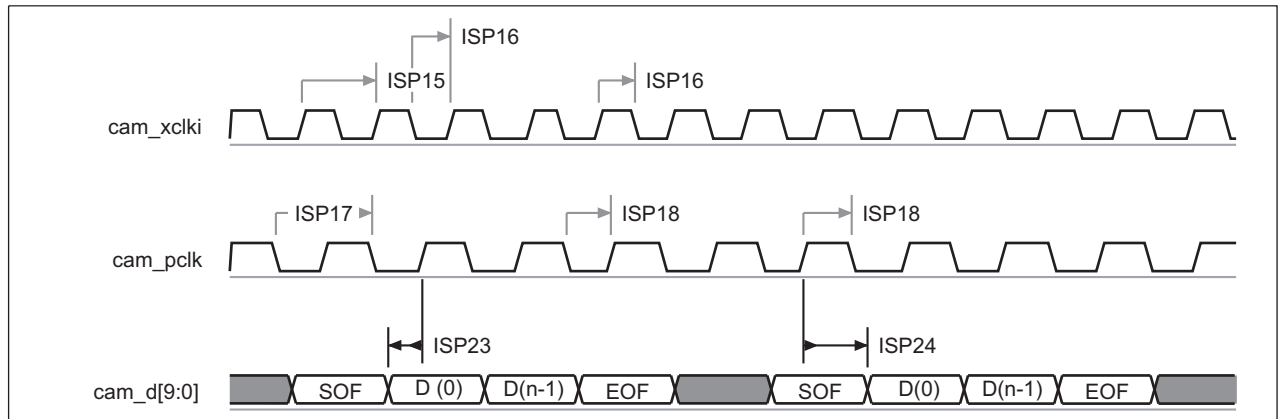 ISP16
ISP15
ISP16
cam_xclki
ISP17
ISP18
ISP18
cam_pclk
ISP23
ISP24
cam_d[9:0]
SOF
D (0)
D(n-1)
EOF
SOF
D(0)
D(n-1)
EOF